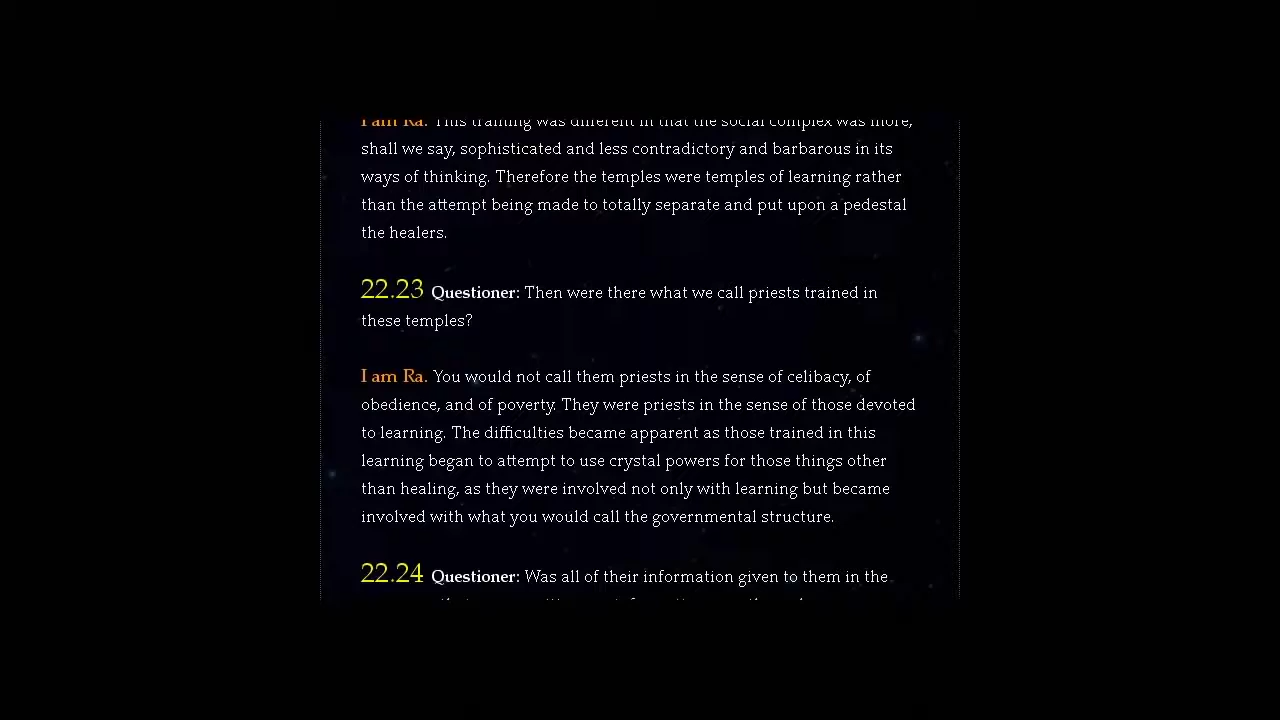 I am Ra. This training was different in that the social complex was more,
shall we say, sophisticated and less contradictory and barbarous in its
ways of thinking. Therefore the temples were temples of learning rather
than the attempt being made to totally separate and put upon a pedestal
the healers.
22.23 Questioner: Then were there what we call priests trained in
these temples?
I am Ra. You would not call them priests in the sense of celibacy, of
obedience, and of poverty. They were priests in the sense of those devoted
to learning. The difficulties became apparent as those trained in this
learning began to attempt to use crystal powers for those things other
than healing, as they were involved not only with learning but became
involved with what you would call the governmental structure.
22.24 Questioner: Was all of their information given to them in the